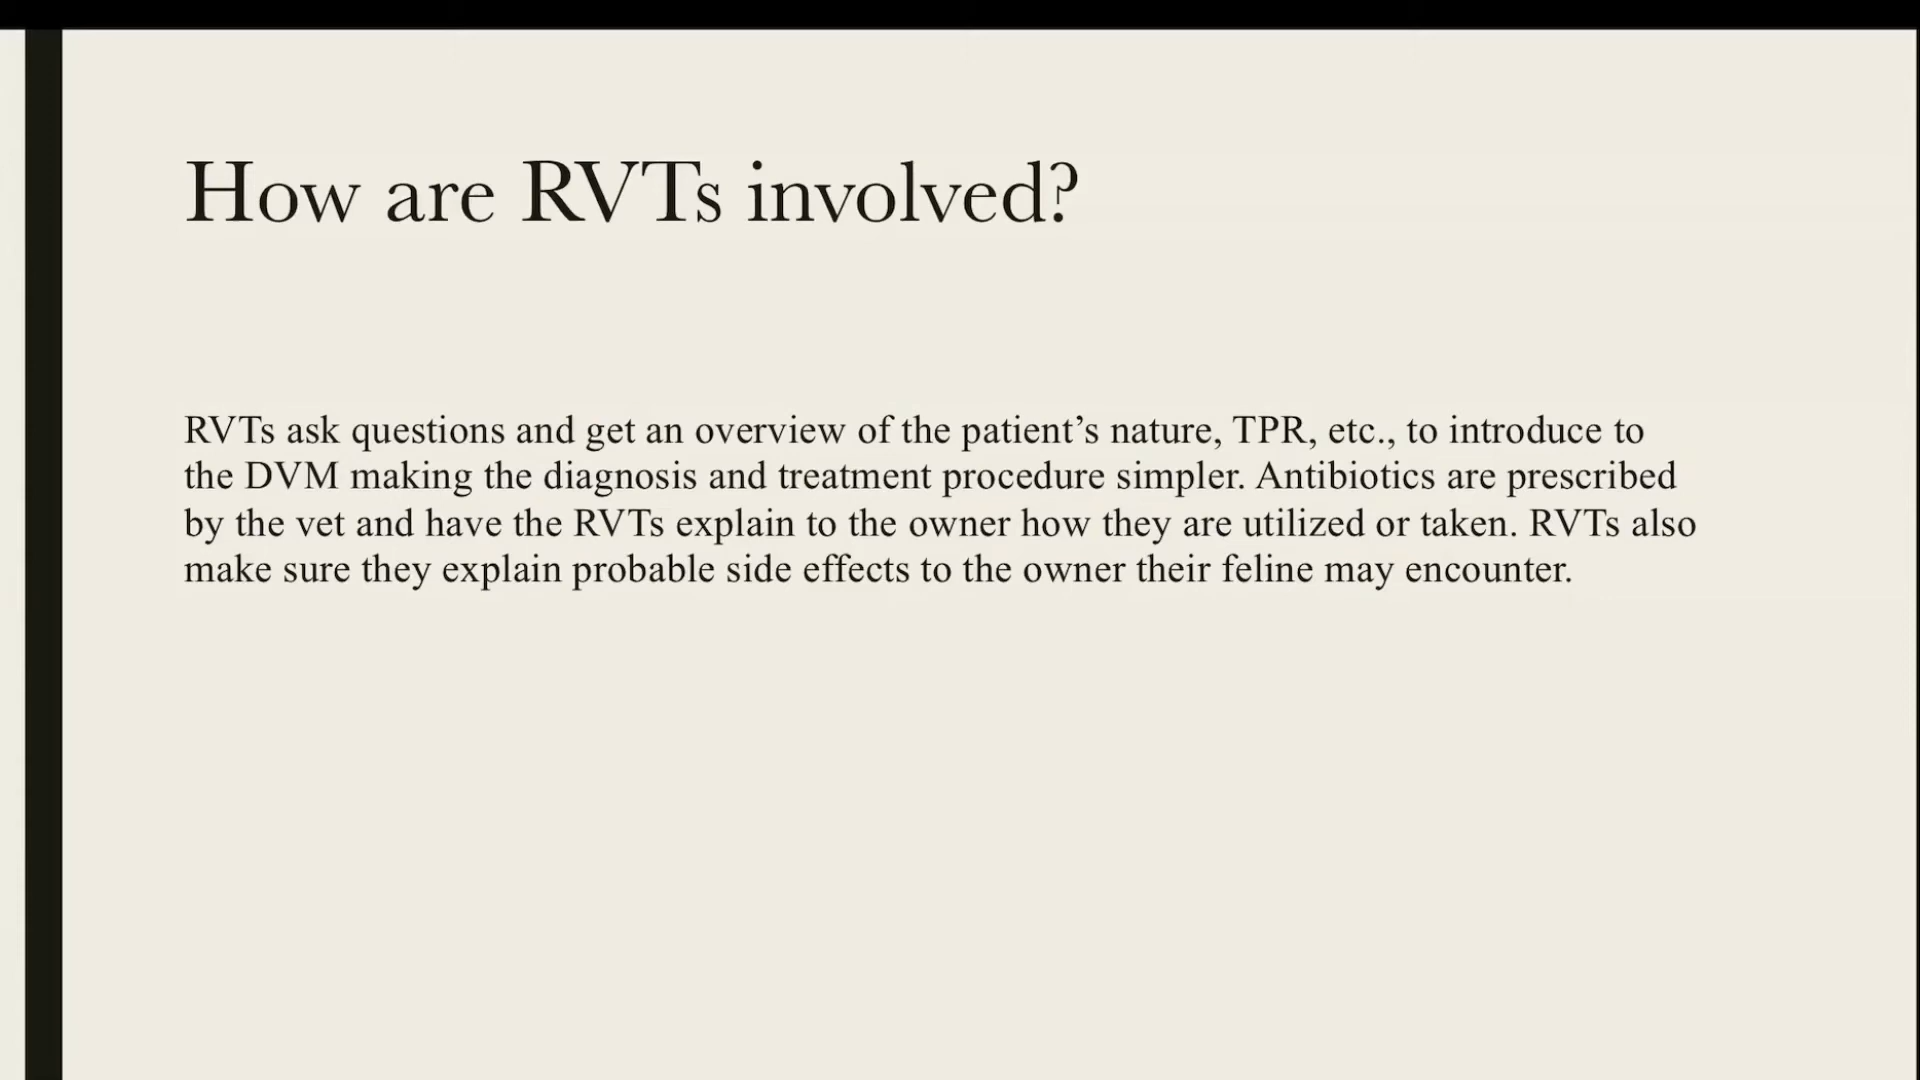 How are RVTs involved?
RVTs ask questions and get an overview of the patient’s nature, TPR, etc., to introduce to
the DVM making the diagnosis and treatment procedure simpler. Antibiotics are prescribed
by the vet and have the RVTs explain to the owner how they are utilized or taken. RVTs also
make sure they explain probable side effects to the owner their feline may encounter.